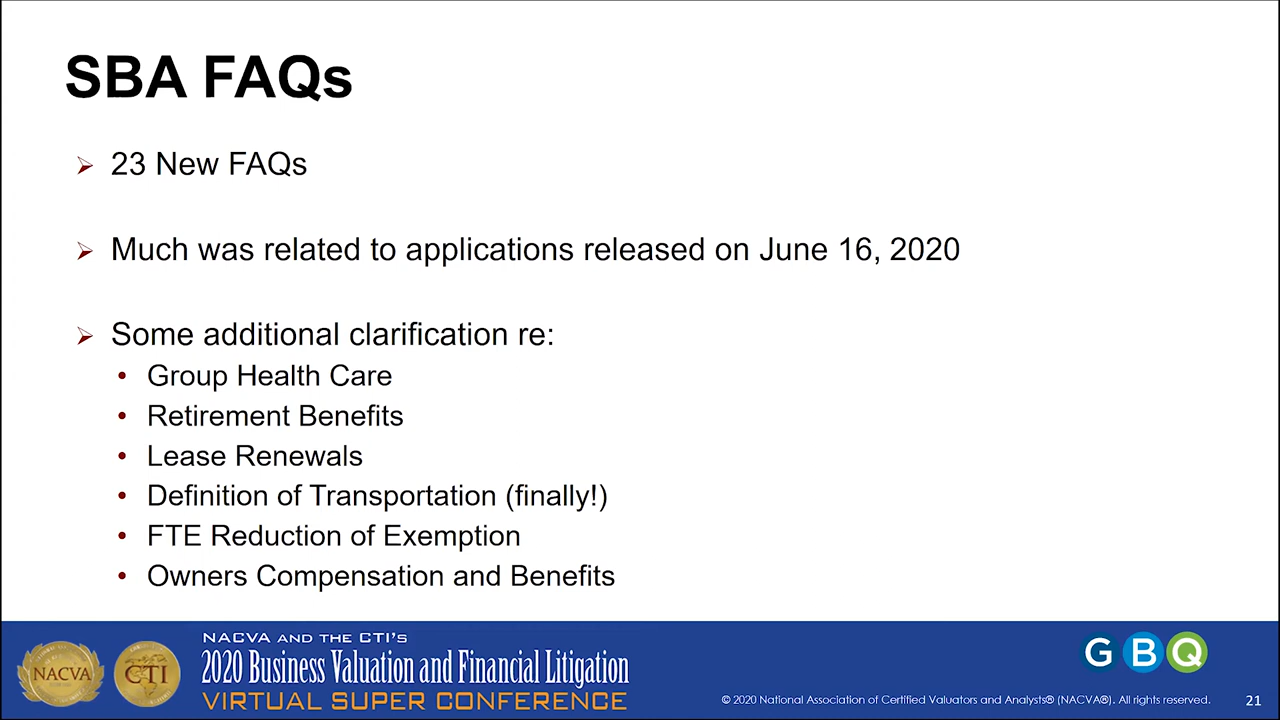 SBA FAQs
23 New FAQs
Much was related to applications released on June 16, 2020
Some additional clarification re:
Group Health Care
Retirement Benefits
Lease Renewals
Definition of Transportation (finally!)
FTE Reduction of Exemption
Owners Compensation and Benefits
NACVA
CTI
NACVA AND THE CTI'S
2020 Business Valuation and Financial Litigation
VIRTUAL SUPER CONFERENCE
GBQ
© 2020 National Association of Certified Valuators and Analysts® (NACVA®). All rights reserved.
21